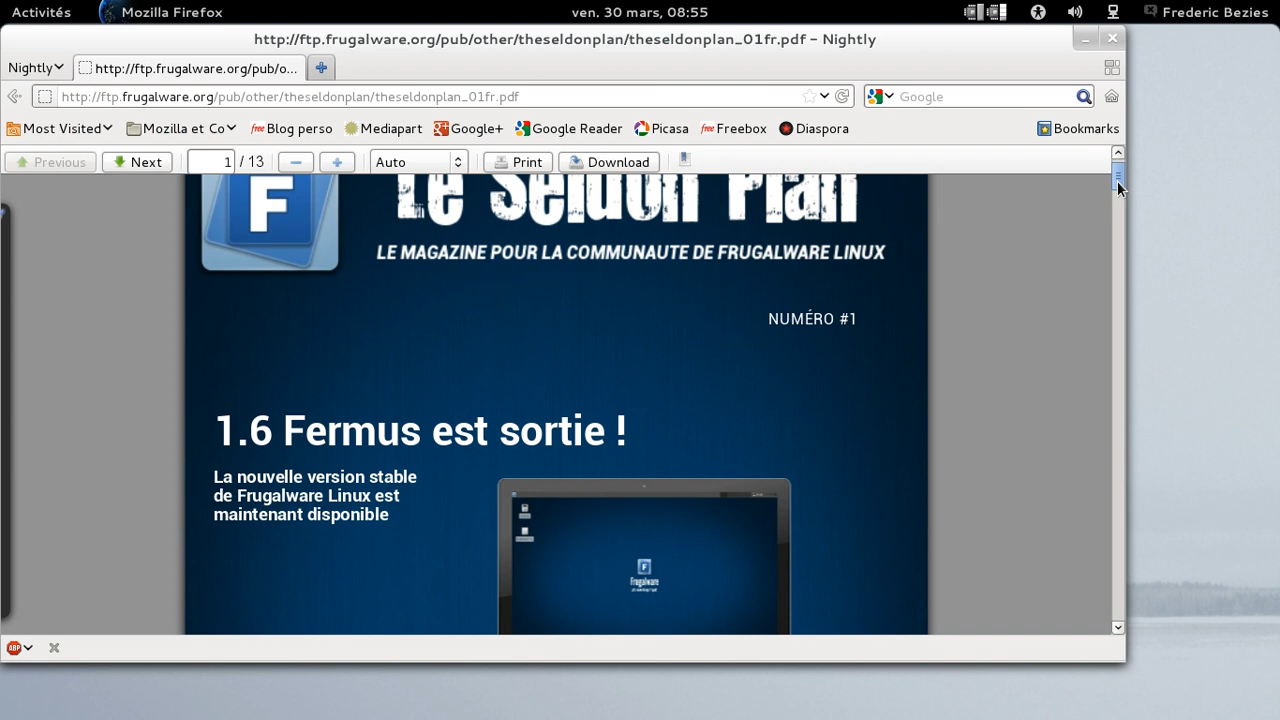 Activités Mozilla Firefox ven. 30 mars, 08:55 Frederic Bezies
http://ftp.frugalware.org/pub/other/theseldonplan/theseldonplan_01fr.pdf - Nightly
Nightly http://ftp.frugalware.org/pub/o...
http://ftp.frugalware.org/pub/other/theseldonplan/theseldonplan_01fr.pdf Google
Most Visited Mozilla et Co free Blog perso Mediapart Google+ Google Reader Picasa free Freebox Diaspora Bookmarks
Previous Next 1 / 13 Auto Print Download
F Le Seldon Plan
LE MAGAZINE POUR LA COMMUNAUTE DE FRUGALWARE LINUX
NUMÉRO #1
1.6 Fermus est sortie !
La nouvelle version stable
de Frugalware Linux est
maintenant disponible
F
Frugalware
ABP